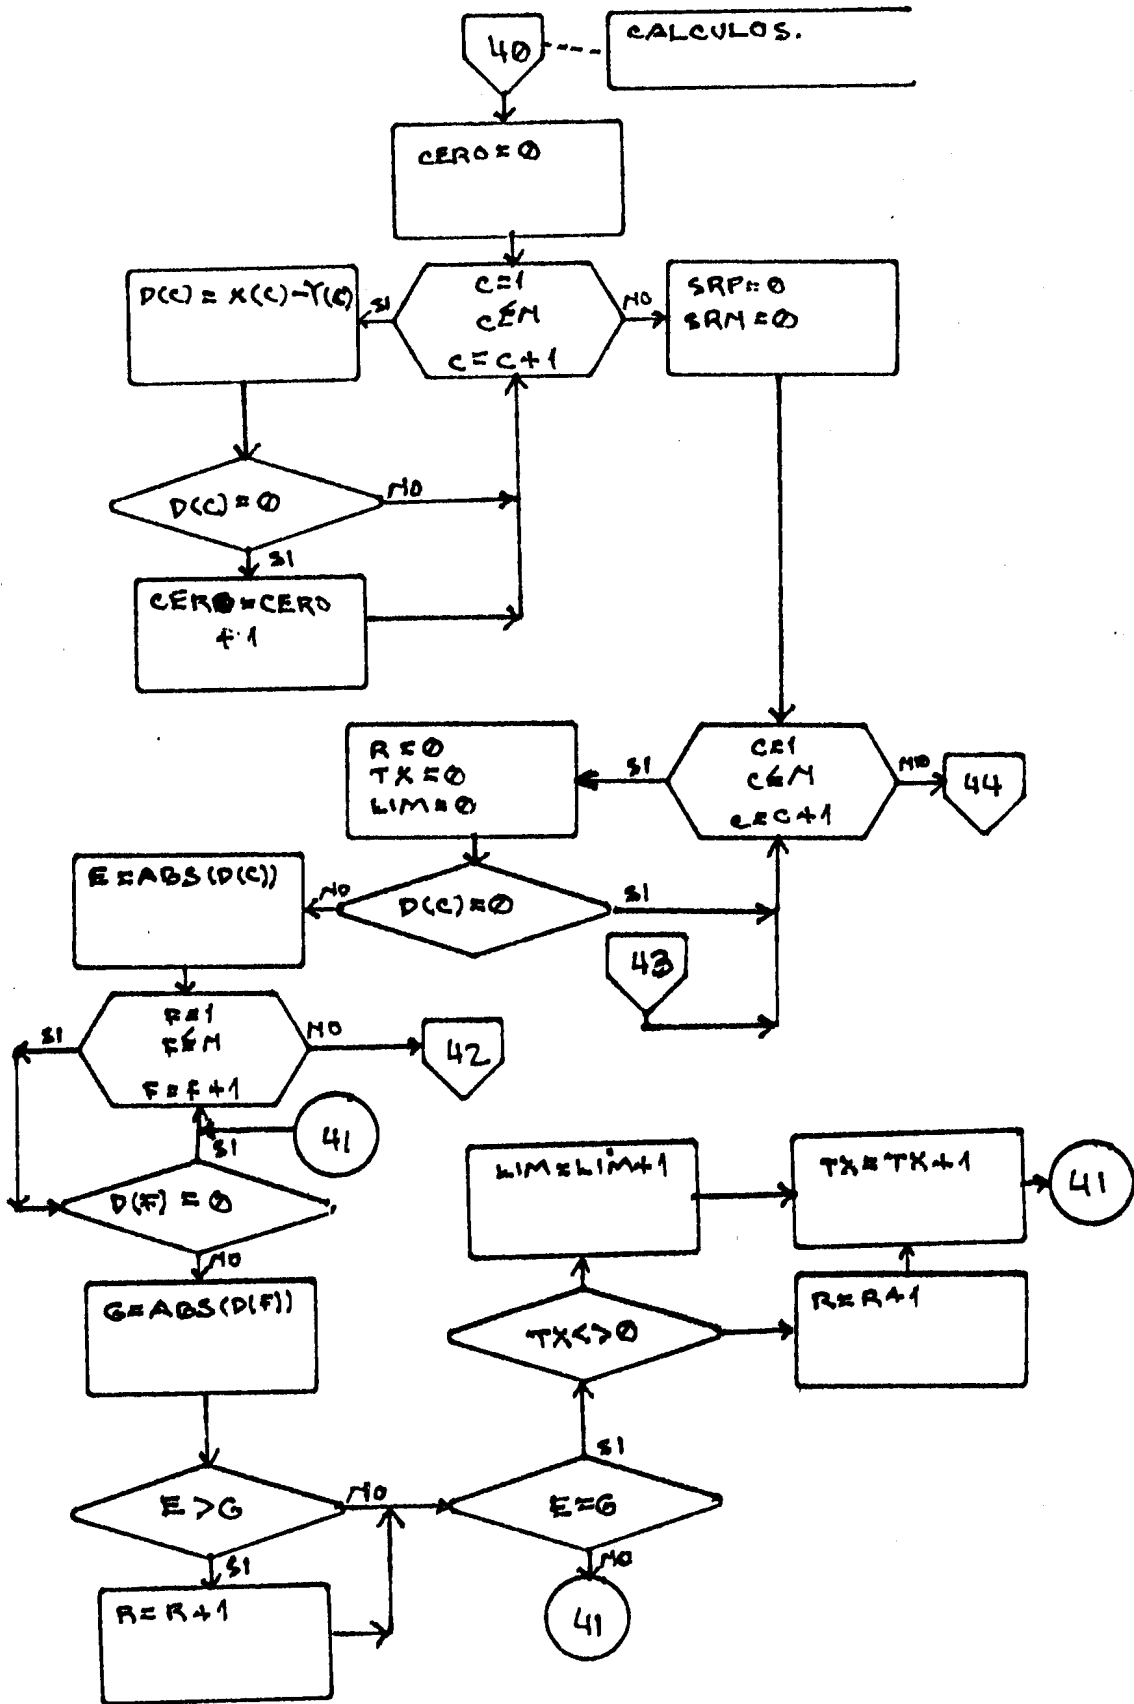 40
CALCULOS.
CERO=0
D(C) = X(C)-Y(C)
SI
C=1
C≤N
C=C+1
NO
SRP=0
SRN=0
D(C)=0
NO
SI
CERO=CERO
+1
R=0
TX=0
LIM=0
SI
C=1
C≤N
C=C+1
NO
44
E=ABS(D(C))
NO
D(C)=0
SI
43
SI
F=1
F≤N
F=F+1
NO
42
41
SI
D(F)=0
NO
LIM=LIM+1
TX=TX+1
41
G=ABS(D(F))
TX<>0
R=R+1
SI
E>G
NO
E=G
SI
NO
R=R+1
41